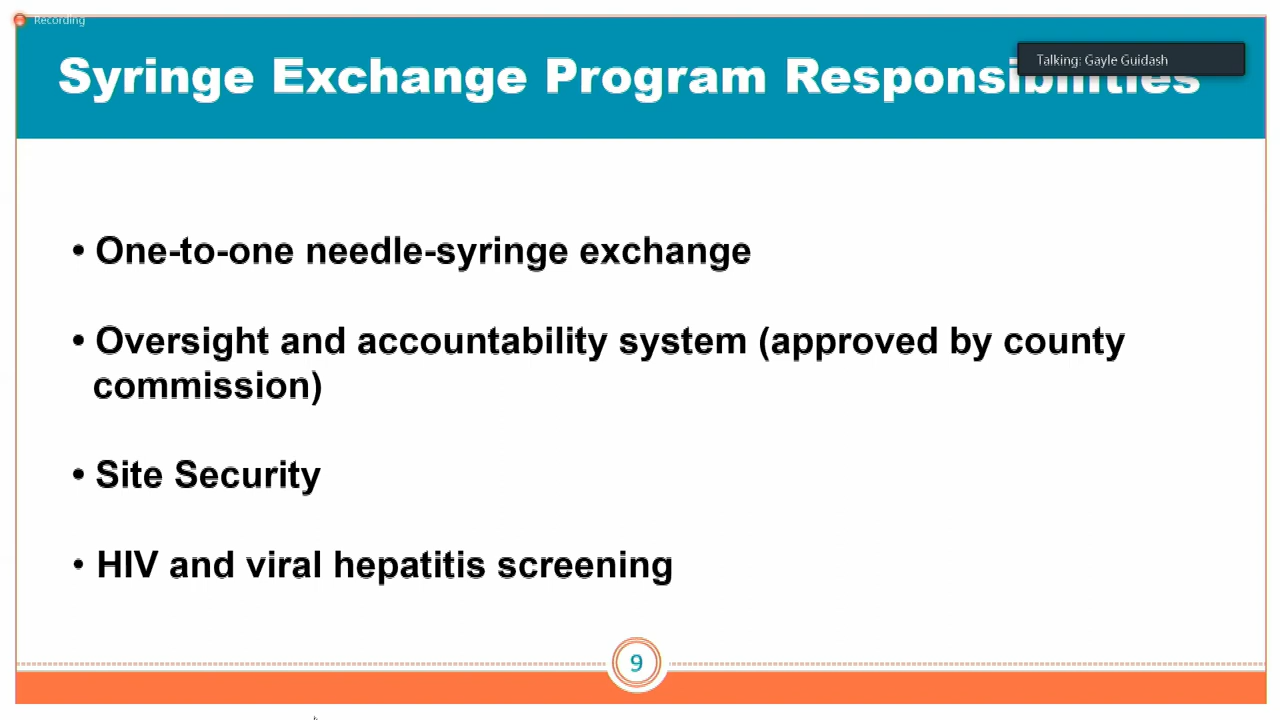 Recording
Syringe Exchange Program Responsibilities
Talking: Gayle Guidash
• One-to-one needle-syringe exchange
• Oversight and accountability system (approved by county
commission)
• Site Security
• HIV and viral hepatitis screening
9